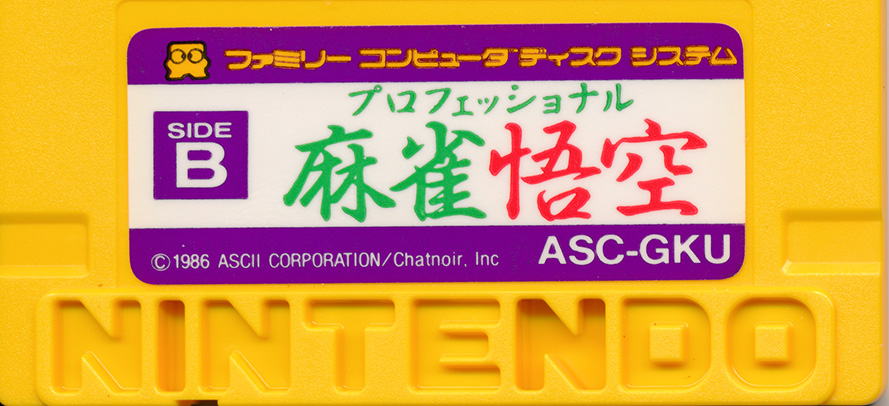 ファミリー コンピュータ™ ディスク システム
プロフェッショナル
SIDE
B
麻雀悟空
©1986 ASCII CORPORATION/Chatnoir, Inc
ASC-GKU
NINTENDO